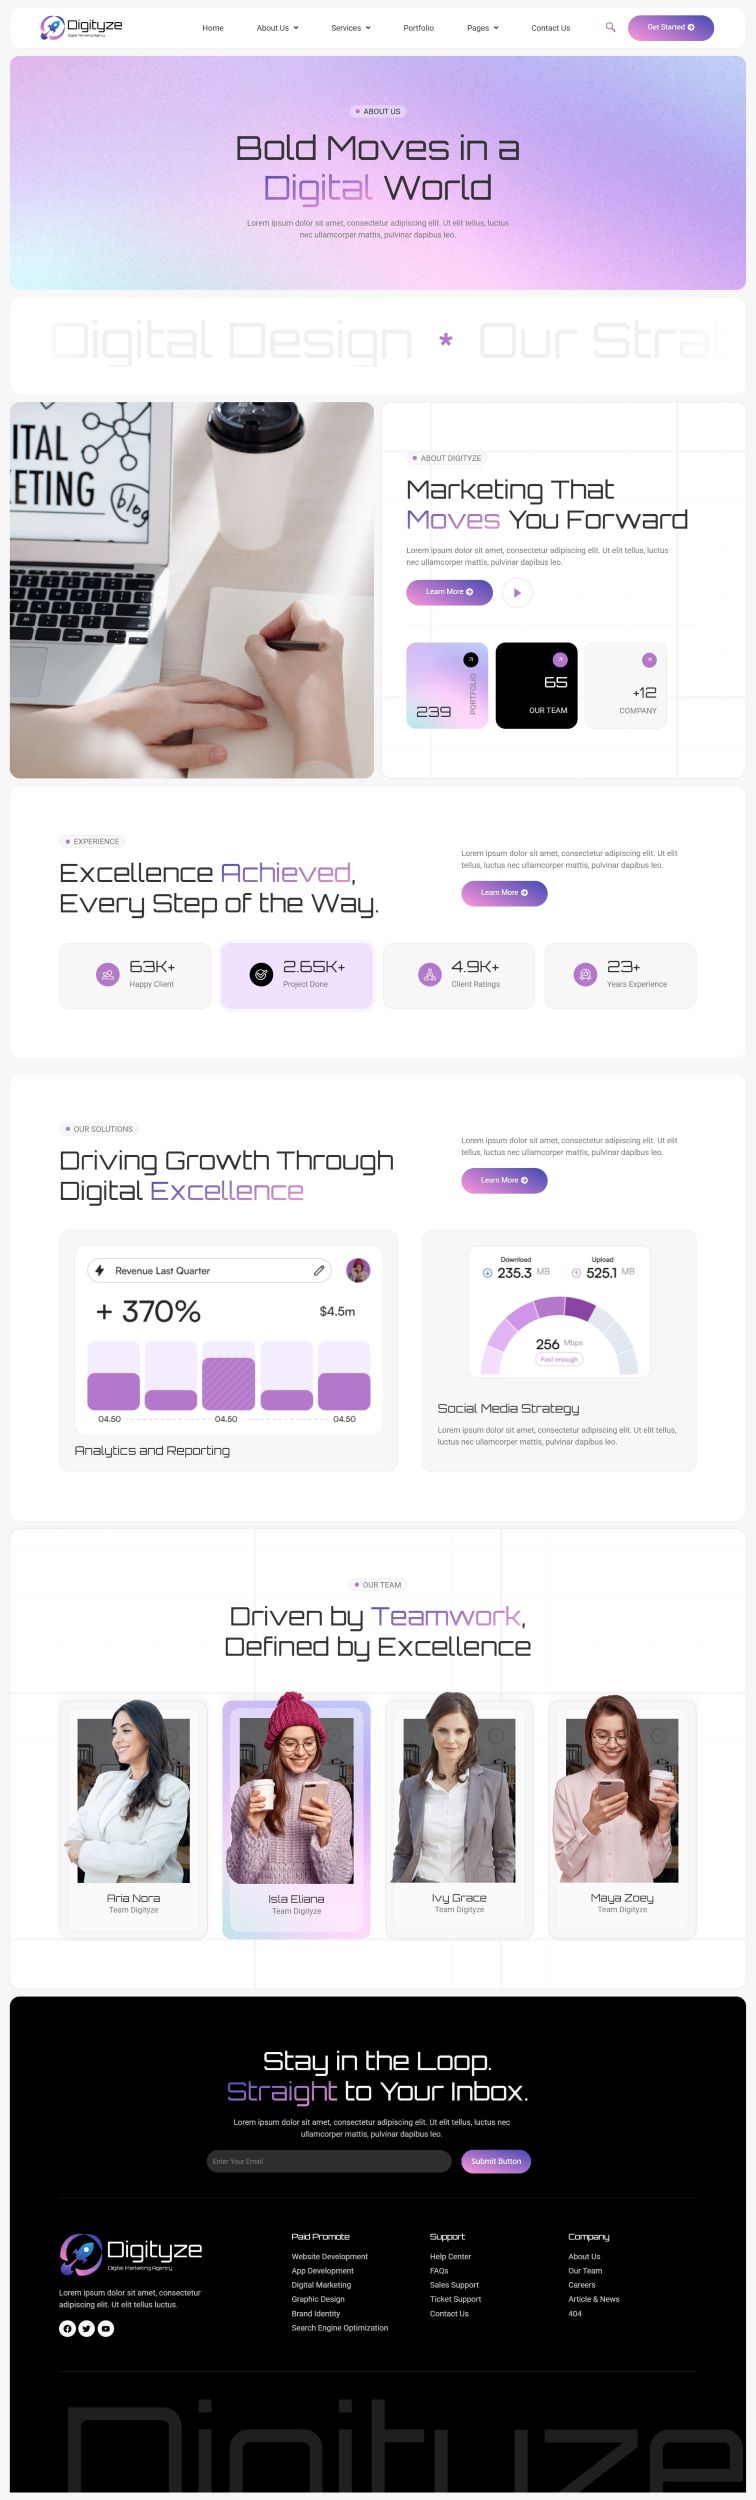 Digityze
Digital Marketing Agency
Home
About Us
Services
Portfolio
Pages
Contact Us
Get Started
ABOUT US
Bold Moves in a
Digital World
Lorem ipsum dolor sit amet, consectetur adipiscing elit. Ut elit tellus, luctus
nec ullamcorper mattis, pulvinar dapibus leo.
Digital Design * Our Strat
ITAL
KETING
blog
ABOUT DIGITYZE
Marketing That
Moves You Forward
Lorem ipsum dolor sit amet, consectetur adipiscing elit. Ut elit tellus, luctus
nec ullamcorper mattis, pulvinar dapibus leo.
Learn More
239
PORTFOLIO
65
OUR TEAM
+12
COMPANY
EXPERIENCE
Excellence Achieved,
Every Step of the Way.
Lorem ipsum dolor sit amet, consectetur adipiscing elit. Ut elit
tellus, luctus nec ullamcorper mattis, pulvinar dapibus leo.
Learn More
63K+
Happy Client
2.65K+
Project Done
4.9K+
Client Ratings
23+
Years Experience
OUR SOLUTIONS
Driving Growth Through
Digital Excellence
Lorem ipsum dolor sit amet, consectetur adipiscing elit. Ut elit
tellus, luctus nec ullamcorper mattis, pulvinar dapibus leo.
Learn More
Revenue Last Quarter
+ 370%
$4.5m
04.50
04.50
04.50
Analytics and Reporting
Download
235.3 MB
Upload
525.1 MB
256 Mbps
Fast enough
Social Media Strategy
Lorem ipsum dolor sit amet, consectetur adipiscing elit. Ut elit tellus,
luctus nec ullamcorper mattis, pulvinar dapibus leo.
OUR TEAM
Driven by Teamwork,
Defined by Excellence
Aria Nora
Team Digityze
Isla Eliana
Team Digityze
Ivy Grace
Team Digityze
Maya Zoey
Team Digityze
Stay in the Loop.
Straight to Your Inbox.
Lorem ipsum dolor sit amet, consectetur adipiscing elit. Ut elit tellus, luctus nec
ullamcorper mattis, pulvinar dapibus leo.
Enter Your Email
Submit Button
Digityze
Digital Marketing Agency
Lorem ipsum dolor sit amet, consectetur
adipiscing elit. Ut elit tellus luctus.
Paid Promote
Website Development
App Development
Digital Marketing
Graphic Design
Brand Identity
Search Engine Optimization
Support
Help Center
FAQs
Sales Support
Ticket Support
Contact Us
Company
About Us
Our Team
Careers
Article & News
404
Digityze